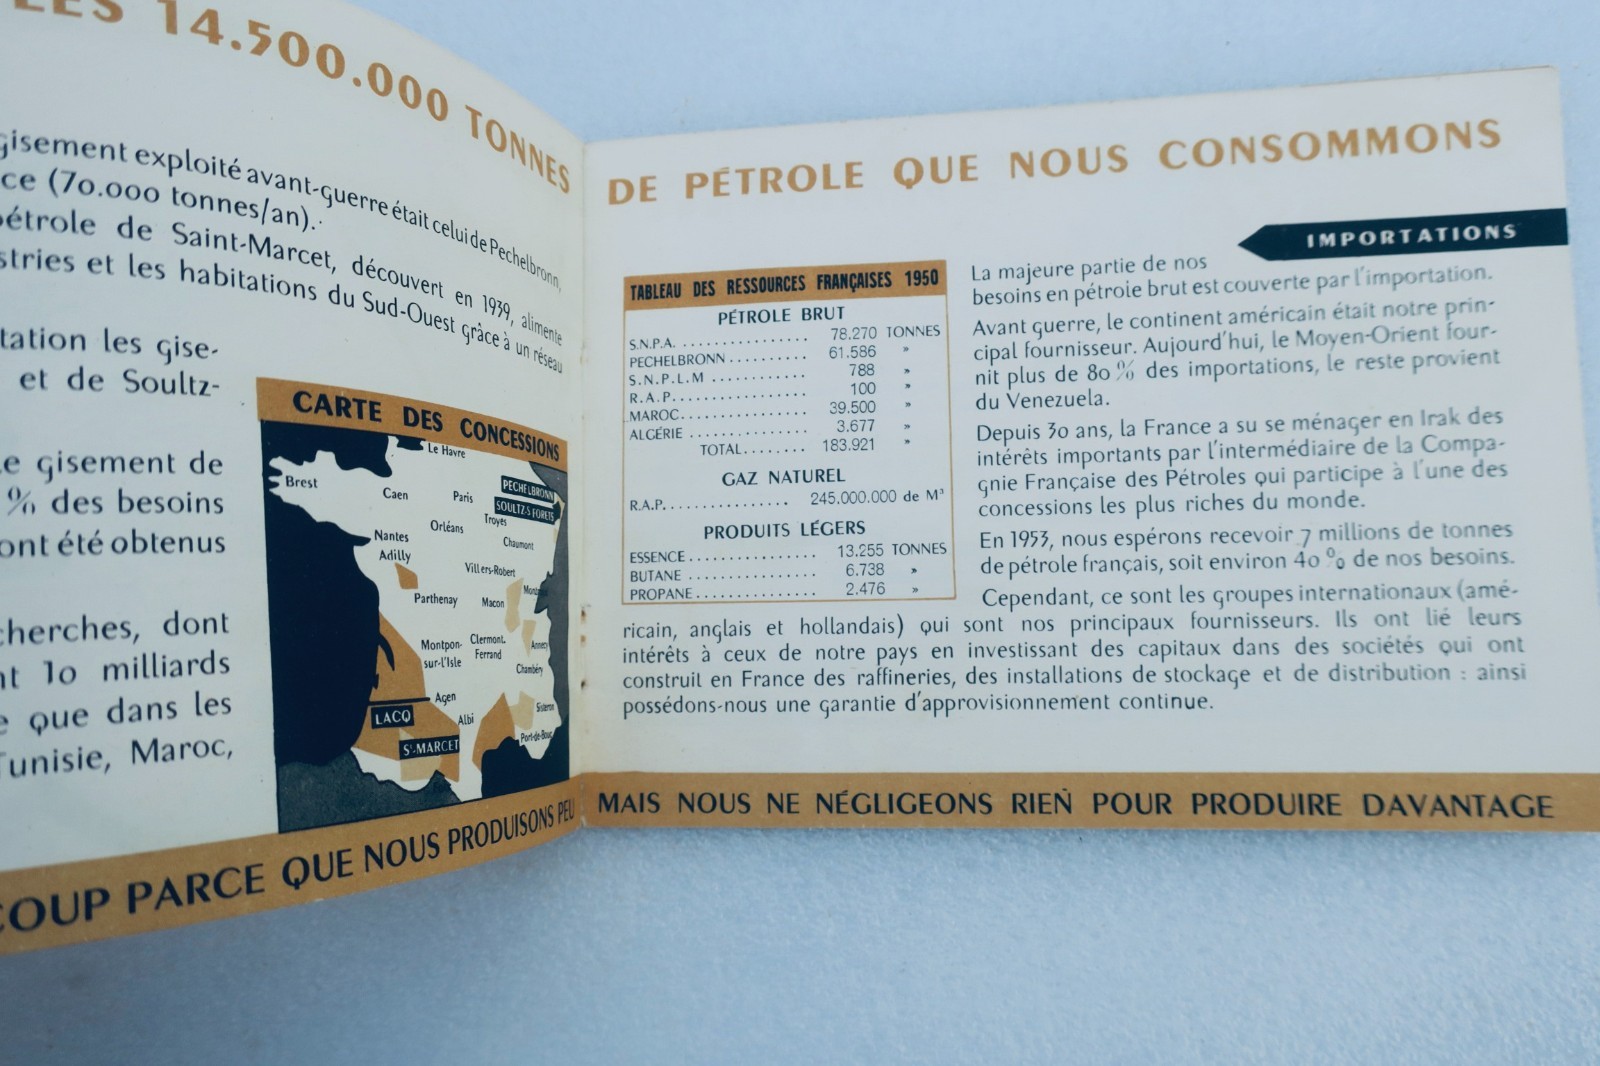 LES 14.500.000 TONNES
gisement exploité avant-guerre était celui de Pechelbronn,
ce (70.000 tonnes/an).
pétrole de Saint-Marcet, découvert en 1939, alimente
stries et les habitations du Sud-Ouest grâce à un réseau
tation les gise-
et de Soultz-
e gisement de
% des besoins
ont été obtenus
cherches, dont
nt 10 milliards
e que dans les
Tunisie, Maroc,
CARTE DES CONCESSIONS
Le Havre
Brest
Caen
Paris
PECHELBRONN
SOULTZ-S FORETS
Troyes
Orléans
Chaumont
Nantes
Adilly
Villers-Robert
Parthenay
Macon
Montpon-
sur-l'Isle
Clermont.
Ferrand
Annecy
Chambéry
Agen
LACQ
Albi
Sisteron
St-MARCET
Port-de-Bouc
COUP PARCE QUE NOUS PRODUISONS PEU
DE PÉTROLE QUE NOUS CONSOMMONS
IMPORTATIONS
TABLEAU DES RESSOURCES FRANÇAISES 1950
PÉTROLE BRUT
S.N.P.A. ................ 78.270 TONNES
PECHELBRONN .......... 61.586 »
S.N.P.L.M ............ 788 »
R.A.P. ................ 100 »
MAROC................ 39.500 »
ALGÉRIE .............. 3.677 »
TOTAL........ 183.921 »
GAZ NATUREL
R.A.P. ................ 245.000.000 de M³
PRODUITS LÉGERS
ESSENCE ................ 13.255 TONNES
BUTANE ................ 6.738 »
PROPANE ............... 2.476 »
La majeure partie de nos
besoins en pétrole brut est couverte par l'importation.
Avant guerre, le continent américain était notre prin-
cipal fournisseur. Aujourd'hui, le Moyen-Orient four-
nit plus de 80 % des importations, le reste provient
du Venezuela.
Depuis 30 ans, la France a su se ménager en Irak des
intérêts importants par l'intermédiaire de la Compa-
gnie Française des Pétroles qui participe à l'une des
concessions les plus riches du monde.
En 1953, nous espérons recevoir 7 millions de tonnes
de pétrole français, soit environ 40 % de nos besoins.
Cependant, ce sont les groupes internationaux (amé-
ricain, anglais et hollandais) qui sont nos principaux fournisseurs. Ils ont lié leurs
intérêts à ceux de notre pays en investissant des capitaux dans des sociétés qui ont
construit en France des raffineries, des installations de stockage et de distribution : ainsi
possédons-nous une garantie d'approvisionnement continue.
MAIS NOUS NE NÉGLIGEONS RIEN POUR PRODUIRE DAVANTAGE